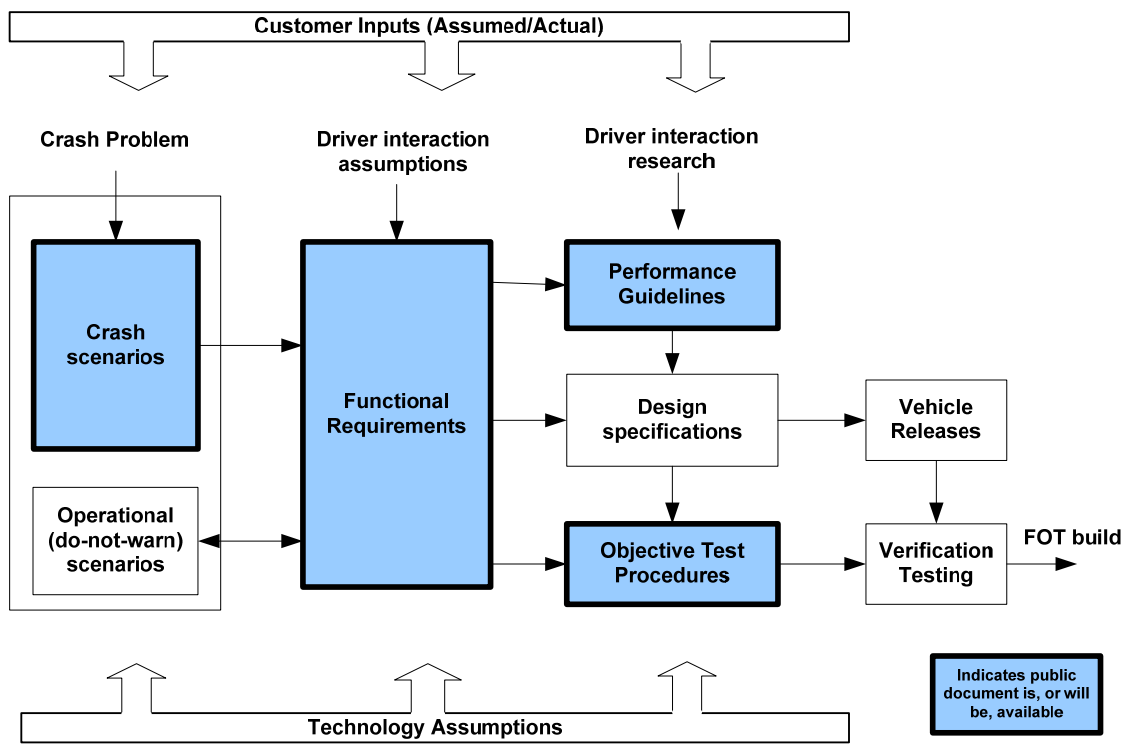 Customer Inputs (Assumed/Actual)
Crash Problem
Driver interaction
assumptions
Driver interaction
research
Crash
scenarios
Functional
Requirements
Performance
Guidelines
Design
specifications
Vehicle
Releases
Operational
(do-not-warn)
scenarios
Objective Test
Procedures
Verification
Testing
FOT build
Indicates public
document is, or will
be, available
Technology Assumptions